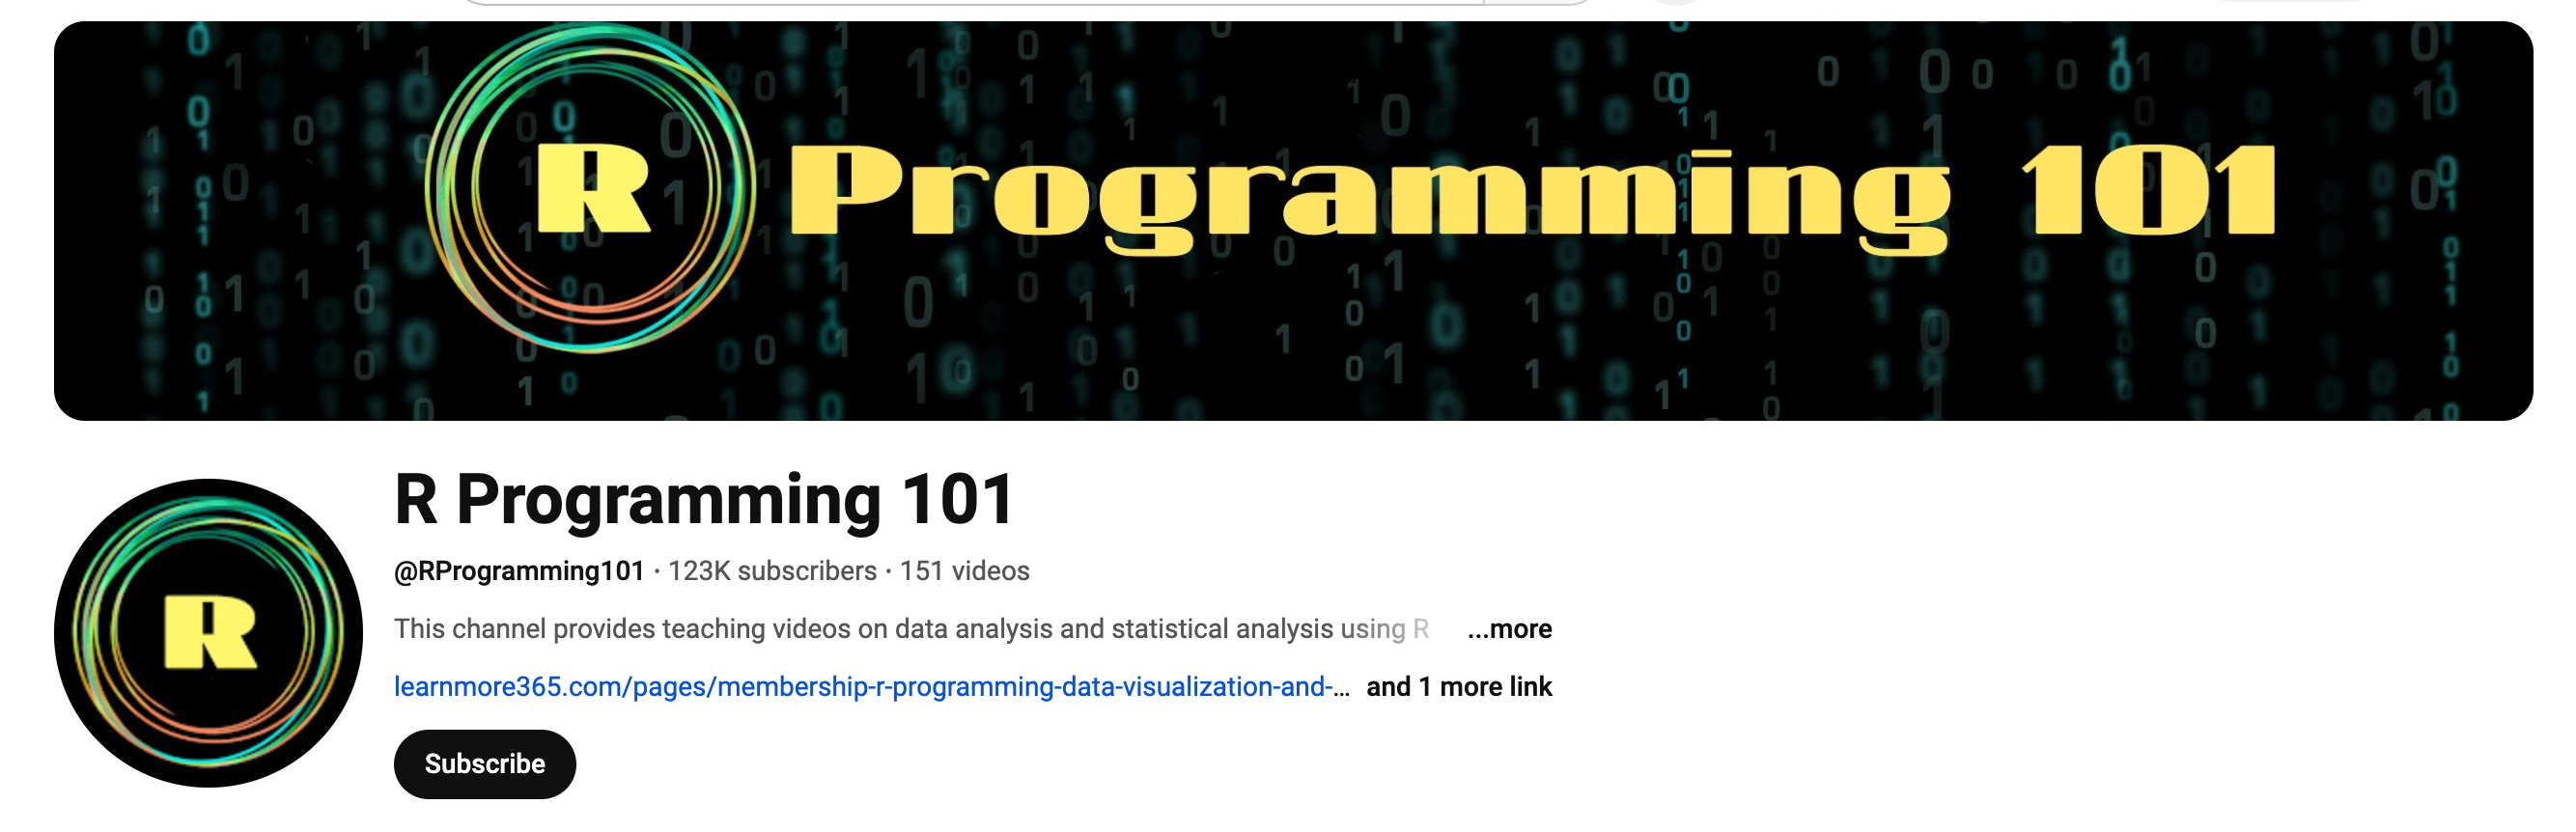 R Programming 101
R Programming 101
@RProgramming101 · 123K subscribers · 151 videos
This channel provides teaching videos on data analysis and statistical analysis using R ...more
learnmore365.com/pages/membership-r-programming-data-visualization-and-... and 1 more link
R
Subscribe